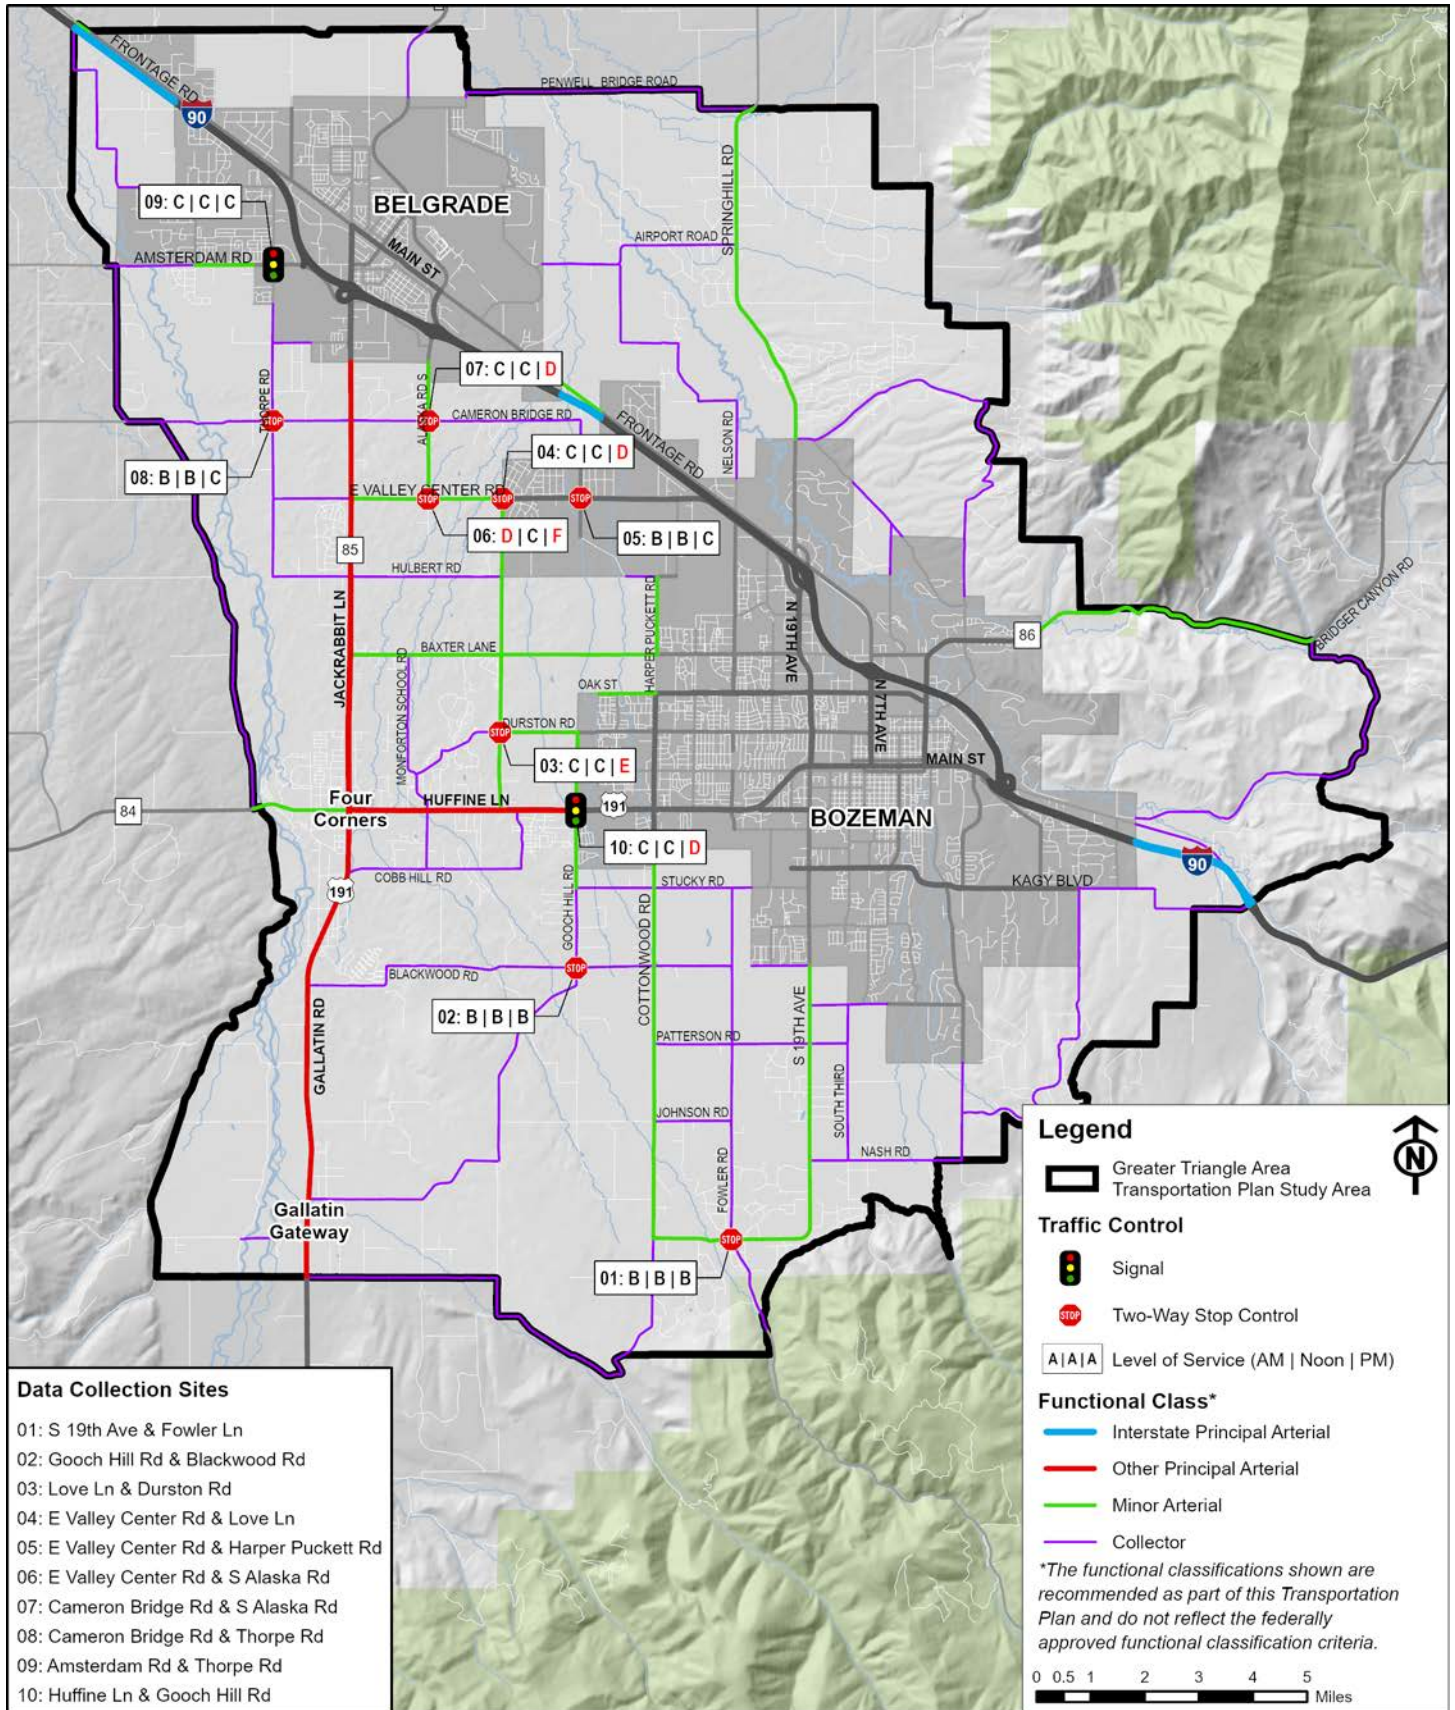 FRONTAGE RD
90
PENWELL BRIDGE ROAD
SPRINGHILL RD
09: C | C | C
BELGRADE
MAIN ST
AIRPORT ROAD
AMSTERDAM RD
07: C | C | D
THORPE RD
STOP
ALASKA RD S
STOP
CAMERON BRIDGE RD
FRONTAGE RD
NELSON RD
04: C | C | D
08: B | B | C
E VALLEY CENTER RD
STOP
STOP
STOP
06: D | C | F
05: B | B | C
85
HULBERT RD
HARPER PUCKETT RD
N 19TH AVE
86
BRIDGER CANYON RD
JACKRABBIT LN
MONFORTON SCHOOL RD
BAXTER LANE
OAK ST
N 7TH AVE
STOP
DURSTON RD
03: C | C | E
MAIN ST
84
Four
Corners
HUFFINE LN
191
BOZEMAN
10: C | C | D
90
191
COBB HILL RD
GOOCH HILL RD
STUCKY RD
KAGY BLVD
COTTONWOOD RD
BLACKWOOD RD
STOP
02: B | B | B
GALLATIN RD
PATTERSON RD
S 19TH AVE
SOUTH THIRD
JOHNSON RD
FOWLER RD
NASH RD
Gallatin
Gateway
STOP
01: B | B | B
Legend
N
Greater Triangle Area
Transportation Plan Study Area
Traffic Control
Signal
STOP Two-Way Stop Control
A|A|A Level of Service (AM | Noon | PM)
Functional Class*
Interstate Principal Arterial
Other Principal Arterial
Minor Arterial
Collector
*The functional classifications shown are
recommended as part of this Transportation
Plan and do not reflect the federally
approved functional classification criteria.
0 0.5 1 2 3 4 5
Miles
Data Collection Sites
01: S 19th Ave & Fowler Ln
02: Gooch Hill Rd & Blackwood Rd
03: Love Ln & Durston Rd
04: E Valley Center Rd & Love Ln
05: E Valley Center Rd & Harper Puckett Rd
06: E Valley Center Rd & S Alaska Rd
07: Cameron Bridge Rd & S Alaska Rd
08: Cameron Bridge Rd & Thorpe Rd
09: Amsterdam Rd & Thorpe Rd
10: Huffine Ln & Gooch Hill Rd